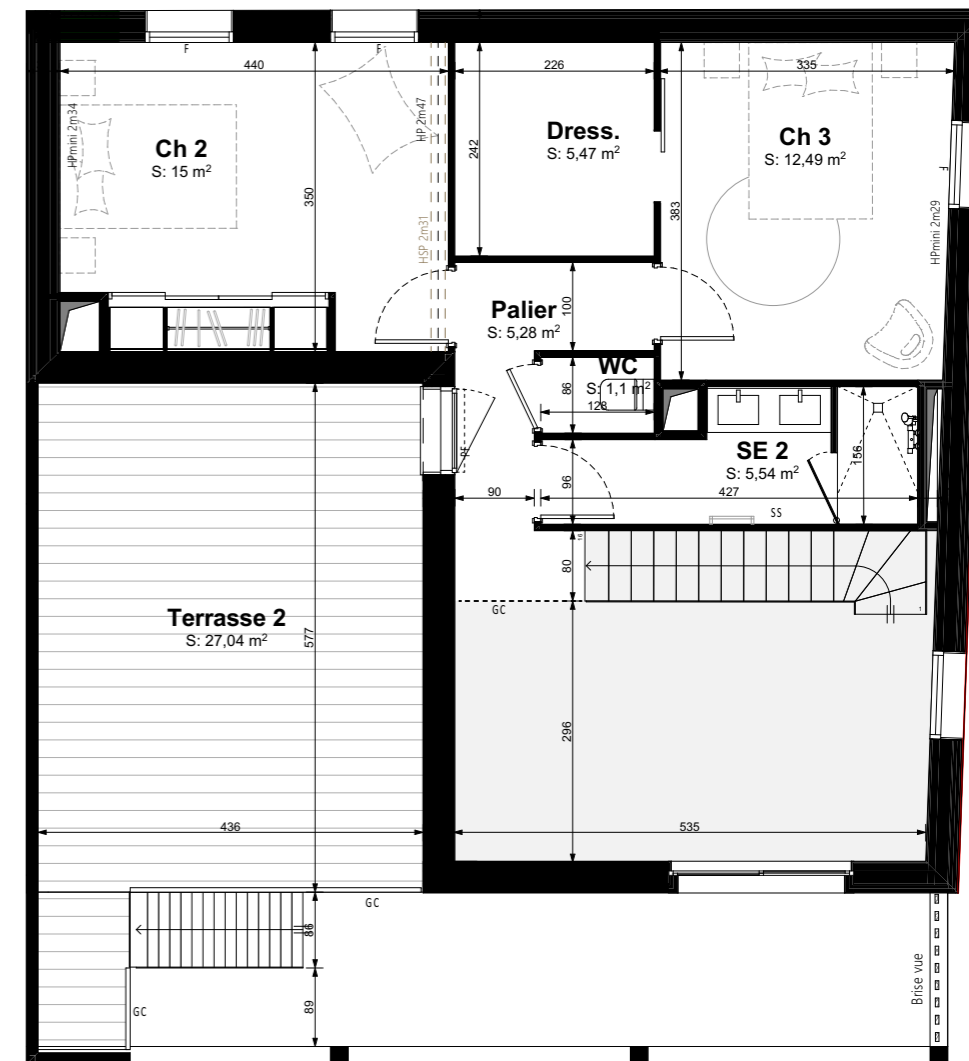 F
F
440
226
335
HPmini 2m34
Ch 2
S: 15 m²
350
HP 2m47
HSP 2m31
242
Dress.
S: 5,47 m²
383
Ch 3
S: 12,49 m²
F
HPmini 2m29
Palier
S: 5,28 m²
100
WC
S: 1,1 m²
86
128
PF
90
96
SE 2
S: 5,54 m²
156
427
SS
80
16
1
GC
Terrasse 2
S: 27,04 m²
577
296
436
535
GC
86
89
GC
Brise vue